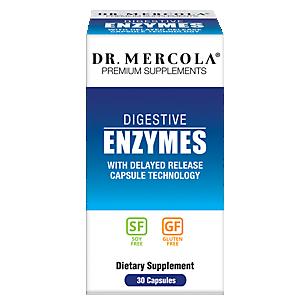 DR. MERCOLA®
PREMIUM SUPPLEMENTS
DIGESTIVE
ENZYMES
WITH DELAYED RELEASE
CAPSULE TECHNOLOGY
SF GF
SOY FREE GLUTEN FREE
Dietary Supplement
30 Capsules